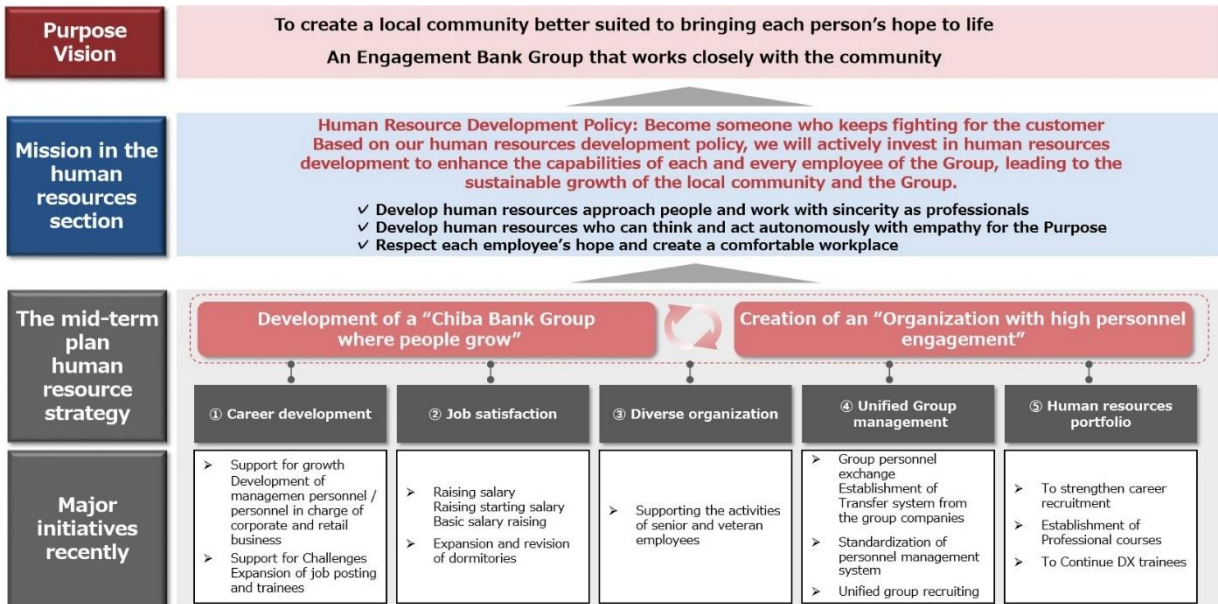 Purpose
Vision
To create a local community better suited to bringing each person's hope to life
An Engagement Bank Group that works closely with the community
Mission in the
human
resources
section
Human Resource Development Policy: Become someone who keeps fighting for the customer
Based on our human resources development policy, we will actively invest in human resources
development to enhance the capabilities of each and every employee of the Group, leading to the
sustainable growth of the local community and the Group.
✓ Develop human resources approach people and work with sincerity as professionals
✓ Develop human resources who can think and act autonomously with empathy for the Purpose
✓ Respect each employee's hope and create a comfortable workplace
The mid-term
plan
human
resource
strategy
Development of a “Chiba Bank Group
where people grow”
Creation of an “Organization with high personnel
engagement”
① Career development
② Job satisfaction
③ Diverse organization
④ Unified Group
management
⑤ Human resources
portfolio
Major
initiatives
recently
➢ Support for growth
Development of
managemen personnel /
personnel in charge of
corporate and retail
business
➢ Support for Challenges
Expansion of job posting
and trainees
➢ Raising salary
Raising starting salary
Basic salary raising
➢ Expansion and revision
of dormitories
➢ Supporting the activities
of senior and veteran
employees
➢ Group personnel
exchange
Establishment of
Transfer system from
the group companies
➢ Standardization of
personnel management
system
➢ Unified group recruiting
➢ To strengthen career
recruitment
➢ Establishment of
Professional courses
➢ To Continue DX trainees